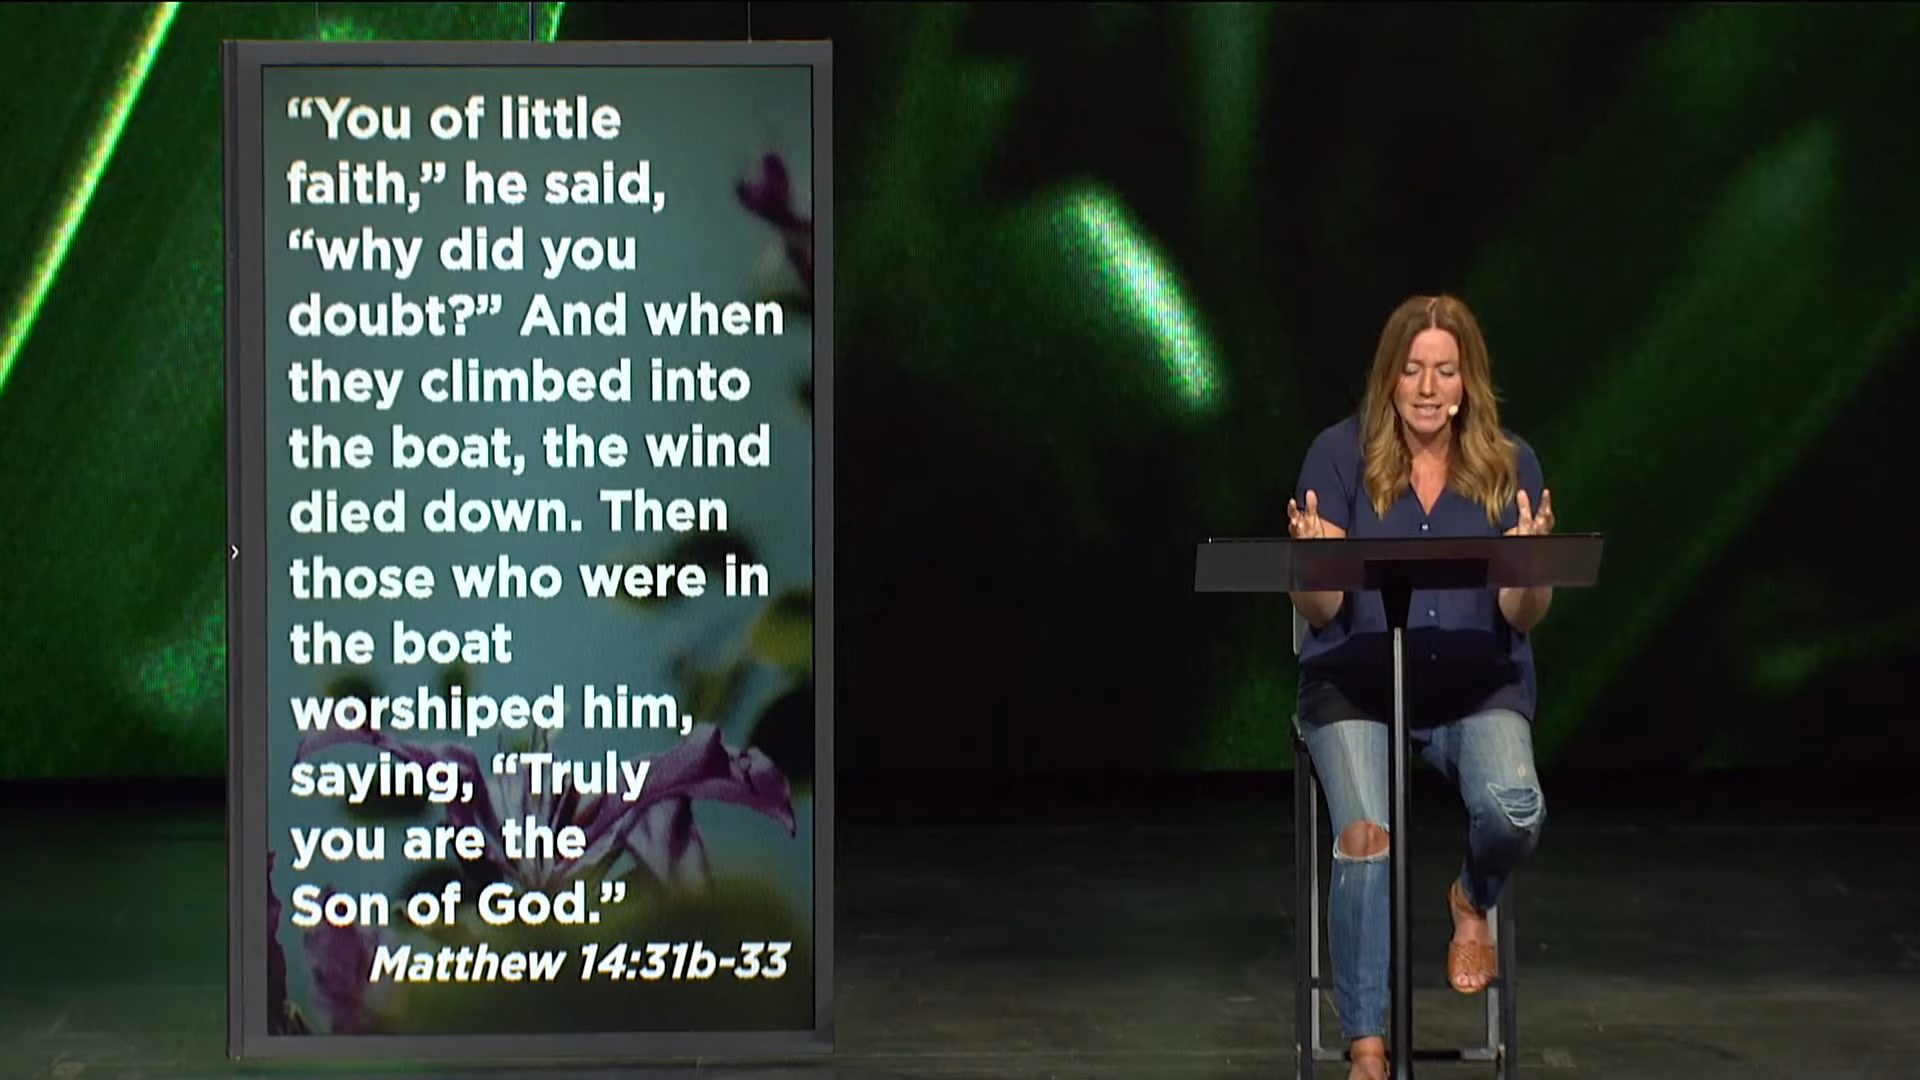 “You of little
faith,” he said,
“why did you
doubt?” And when
they climbed into
the boat, the wind
died down. Then
those who were in
the boat
worshiped him,
saying, “Truly
you are the
Son of God.”
Matthew 14:31b-33